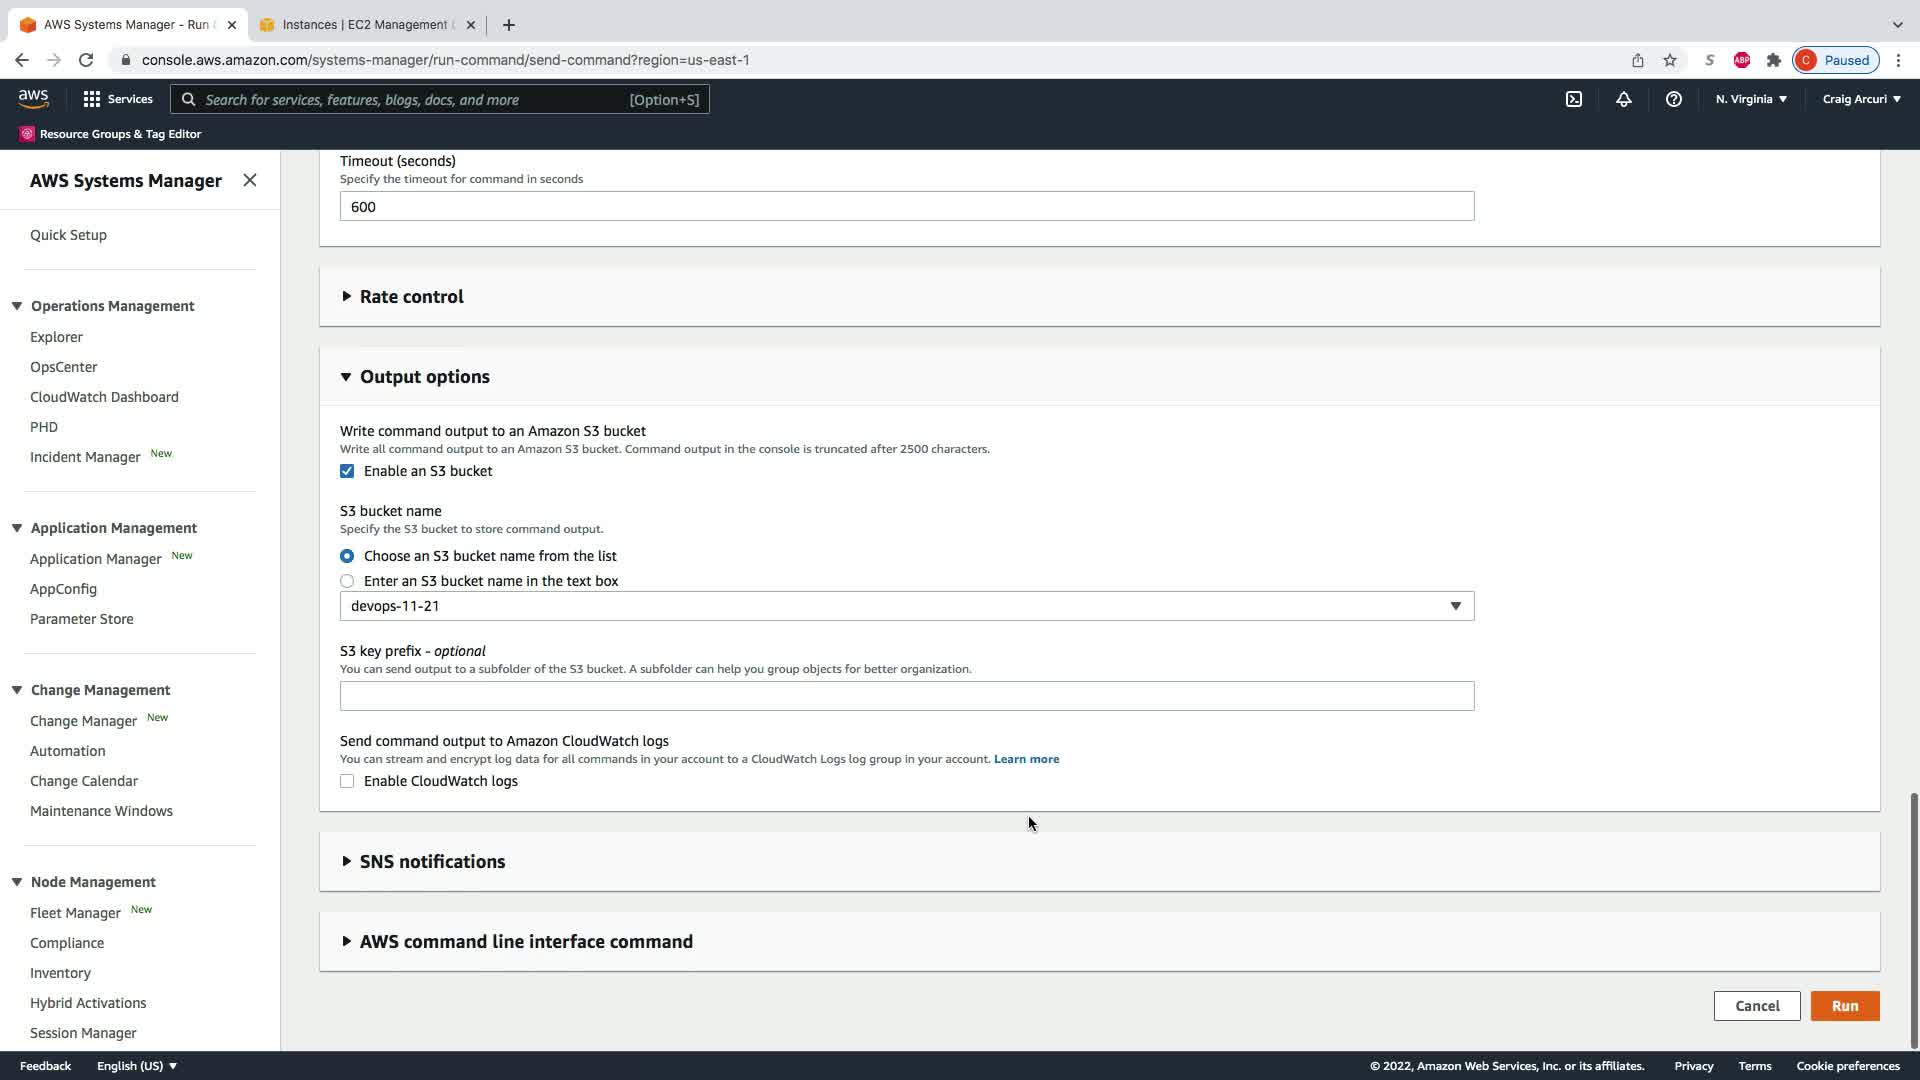 AWS Systems Manager - Run
Instances | EC2 Management
console.aws.amazon.com/systems-manager/run-command/send-command?region=us-east-1
S
ABP
C
Paused
aws
Services
Search for services, features, blogs, docs, and more
[Option+S]
N. Virginia
Craig Arcuri
Resource Groups & Tag Editor
AWS Systems Manager
Quick Setup
Operations Management
Explorer
OpsCenter
CloudWatch Dashboard
PHD
Incident Manager New
Application Management
Application Manager New
AppConfig
Parameter Store
Change Management
Change Manager New
Automation
Change Calendar
Maintenance Windows
Node Management
Fleet Manager New
Compliance
Inventory
Hybrid Activations
Session Manager
Timeout (seconds)
Specify the timeout for command in seconds
600
Rate control
Output options
Write command output to an Amazon S3 bucket
Write all command output to an Amazon S3 bucket. Command output in the console is truncated after 2500 characters.
Enable an S3 bucket
S3 bucket name
Specify the S3 bucket to store command output.
Choose an S3 bucket name from the list
Enter an S3 bucket name in the text box
devops-11-21
S3 key prefix - optional
You can send output to a subfolder of the S3 bucket. A subfolder can help you group objects for better organization.
Send command output to Amazon CloudWatch logs
You can stream and encrypt log data for all commands in your account to a CloudWatch Logs log group in your account. Learn more
Enable CloudWatch logs
SNS notifications
AWS command line interface command
Cancel
Run
Feedback
English (US)
© 2022, Amazon Web Services, Inc. or its affiliates.
Privacy
Terms
Cookie preferences